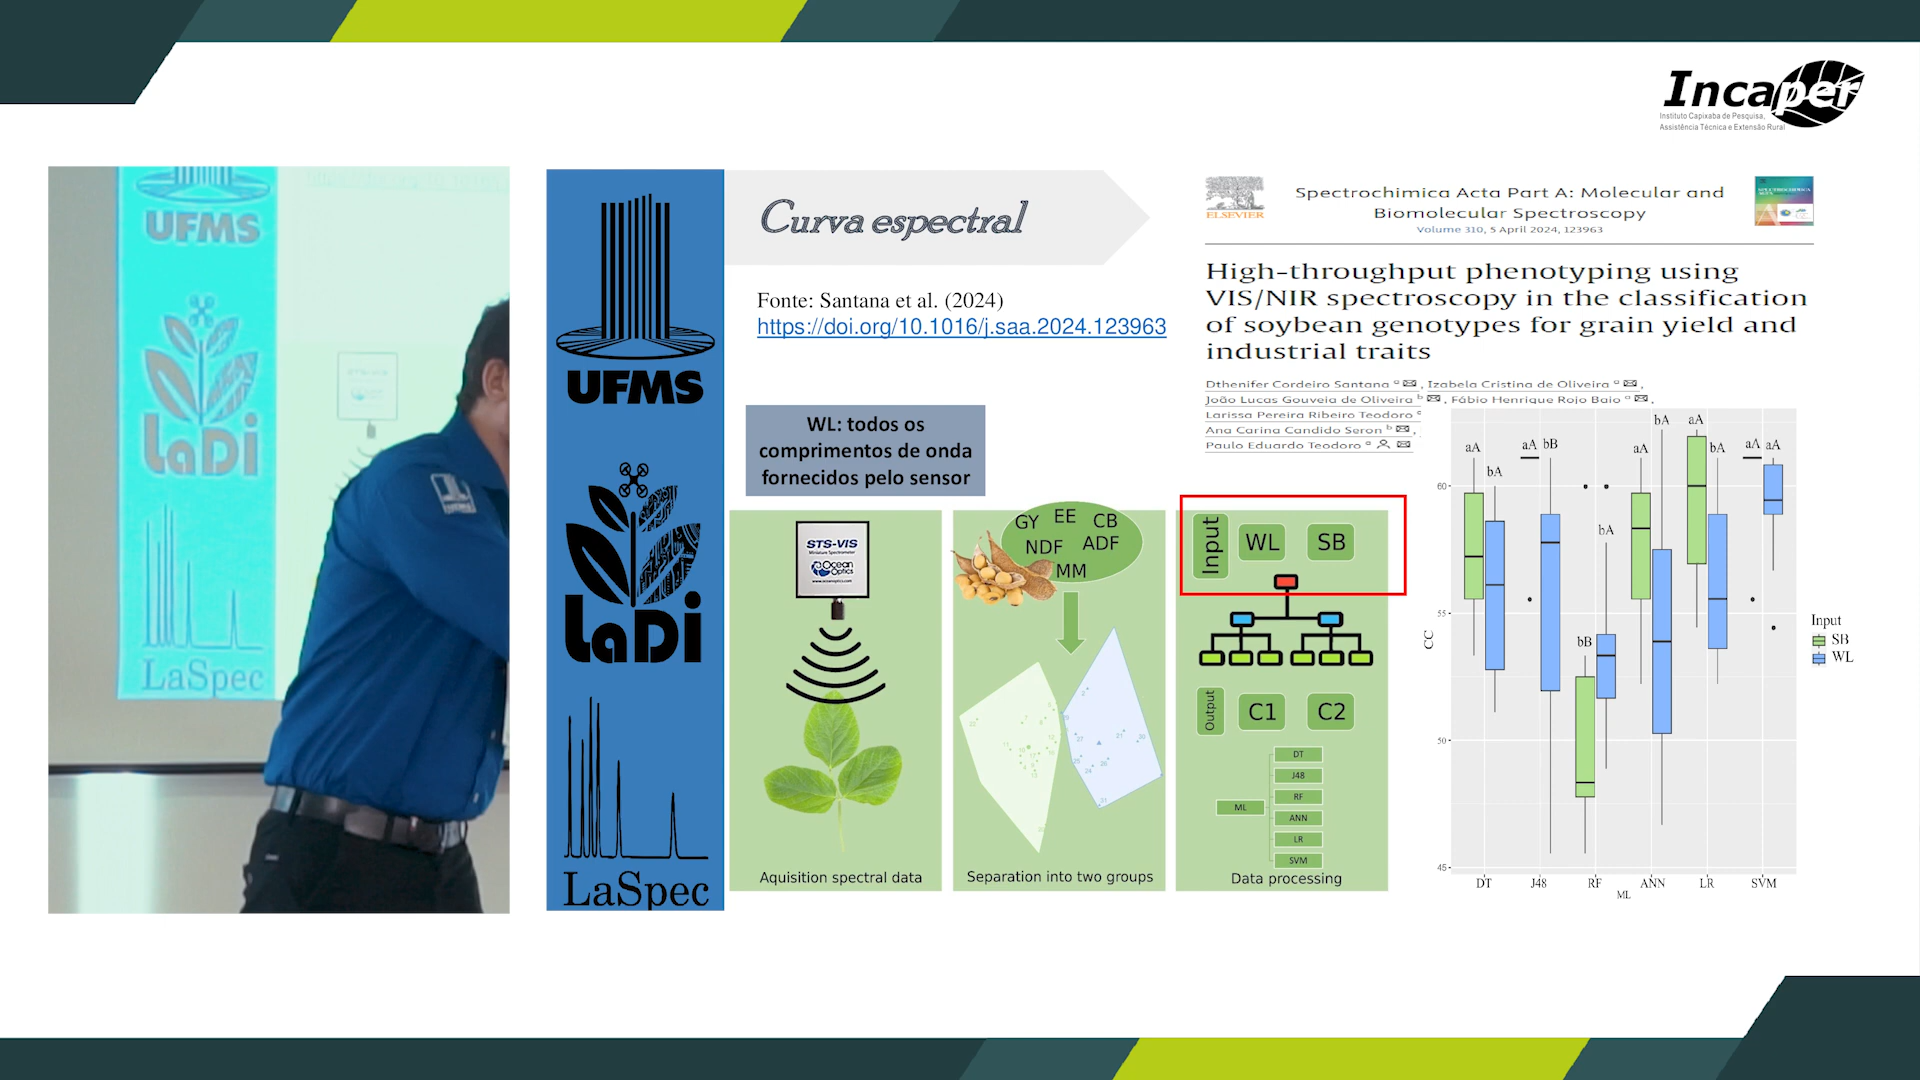 Incaper
Instituto Capixaba de Pesquisa,
Assistência Técnica e Extensão Rural
UFMS
LaDi
LaSpec
UFMS
LaDi
LaSpec
Curva espectral
Fonte: Santana et al. (2024)
https://doi.org/10.1016/j.saa.2024.123963
WL: todos os
comprimentos de onda
fornecidos pelo sensor
ELSEVIER
Spectrochimica Acta Part A: Molecular and
Biomolecular Spectroscopy
Volume 310, 5 April 2024, 123963
High-throughput phenotyping using
VIS/NIR spectroscopy in the classification
of soybean genotypes for grain yield and
industrial traits
Dthenifer Cordeiro Santana a, Izabela Cristina de Oliveira a,
João Lucas Gouveia de Oliveira b, Fábio Henrique Rojo Baio a,
Larissa Pereira Ribeiro Teodoro
Ana Carina Candido Seron b,
Paulo Eduardo Teodoro a
STS-VIS
Miniature Spectrometer
Ocean
Optics
Aquisition spectral data
GY EE CB
NDF ADF
MM
Separation into two groups
Input WL SB
Output C1 C2
ML
DT
J48
RF
ANN
LR
SVM
Data processing
aA bA aA bB bB bA aA bA aA bA aA aA
60
55
50
45
CC
DT J48 RF ANN LR SVM
ML
Input
SB
WL